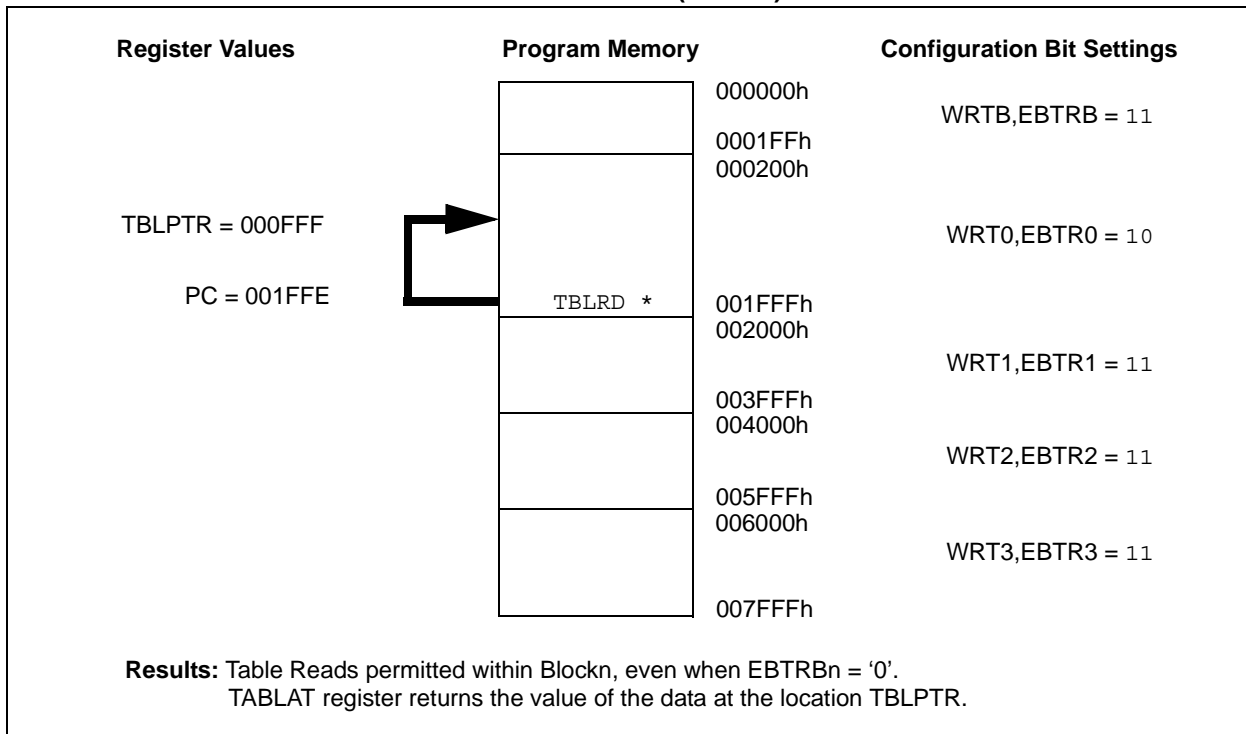 Register Values Program Memory Configuration Bit Settings
000000h
WRTB,EBTRB = 11
0001FFh
000200h
TBLPTR = 000FFF
WRT0,EBTR0 = 10
PC = 001FFE
TBLRD *
001FFFh
002000h
WRT1,EBTR1 = 11
003FFFh
004000h
WRT2,EBTR2 = 11
005FFFh
006000h
WRT3,EBTR3 = 11
007FFFh
Results: Table Reads permitted within Blockn, even when EBTRBn = ‘0’.
TABLAT register returns the value of the data at the location TBLPTR.